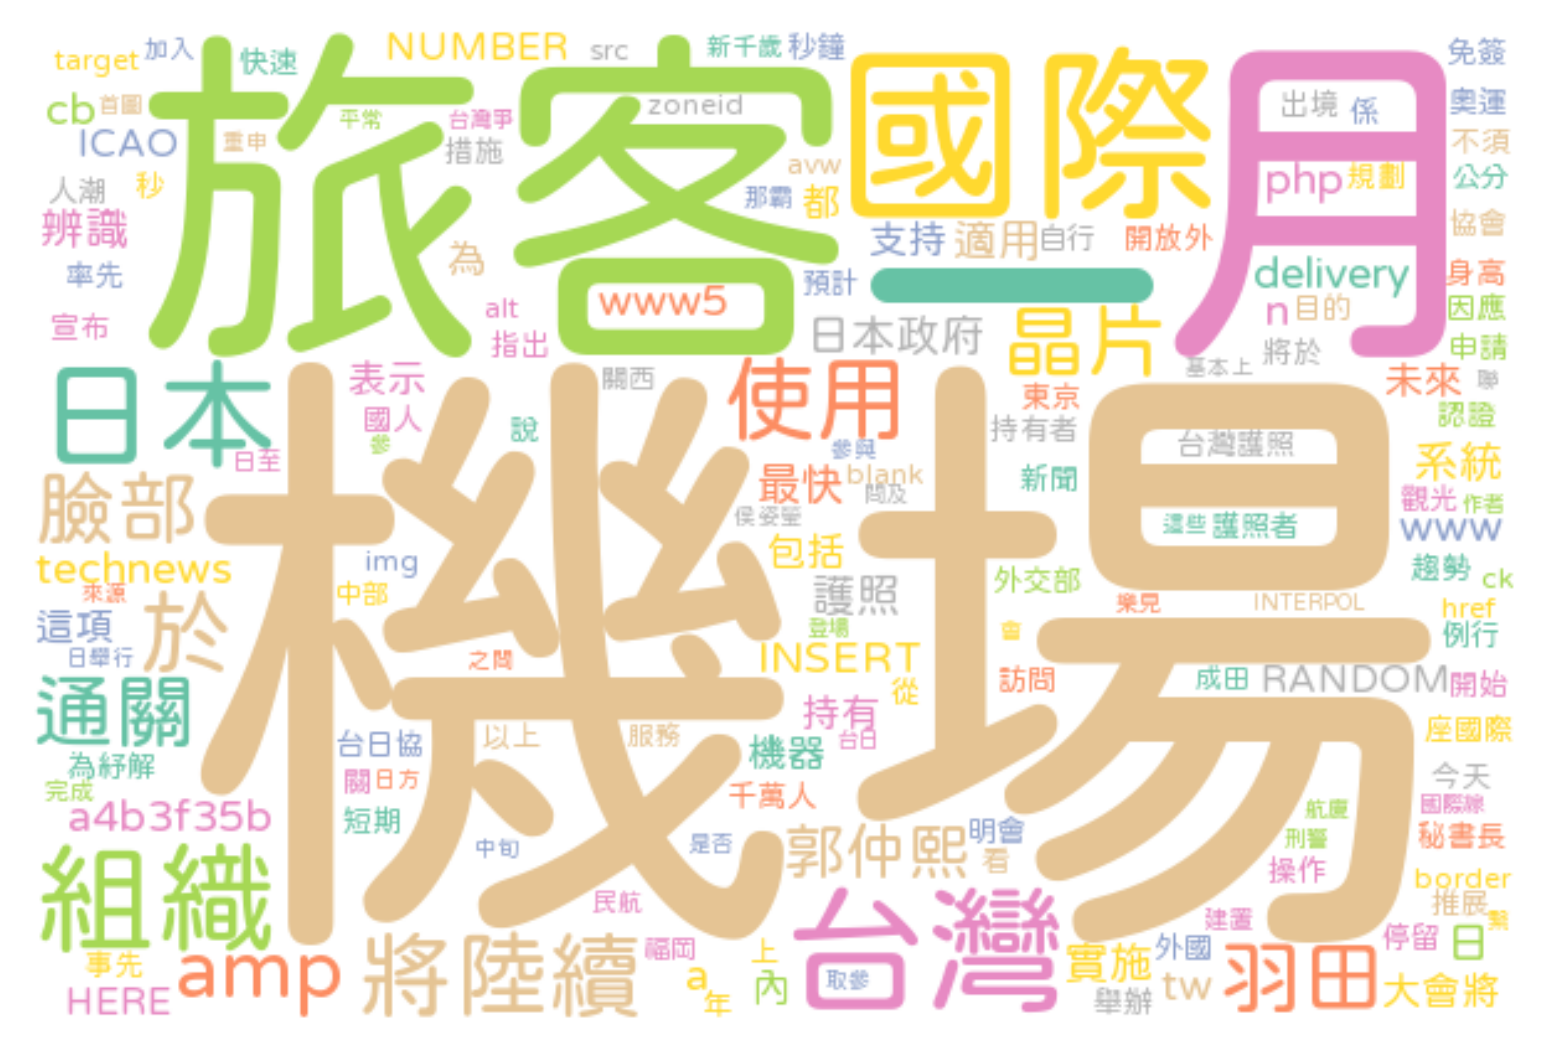 target 加入 快速 NUMBER src 新千歲 秒鐘 免簽
cb 首圖 旅客 平常 台灣爭 zoneid 國際 月 出境 係 奧運
ICAO 重申 措施 avw 不須
人潮 秒 那霸 都 php 規劃 公分
辨識 為 支持 適用 自行 開放外 協會
率先 alt www5 預計 一 delivery 身高
宣布 指出 日本政府 晶片 n 目的 因應
將於 申請
日本 表示 關西 使用 基本上 未來 聯
國人 東京 認證
日至 參 說 參與 持有者 台灣護照 系統
臉部 機場 最快 blank 新聞 觀光 作者
侯姿瑩 問及 這些 護照者 www
technews img 包括 外交部 趨勢 ck
來源 中部 護照 樂見 INTERPOL href
這項 於 登場 會 例行
日舉行 之間 INSERT 訪問 成田 RANDOM 開始
通關 從
台日協 以上 服務 持有 座國際
為紓解 關 日方 機器 台日 今天
完成 千萬人 國際線
a4b3f35b 短期 航廈 秘書長
中旬 是否 郭仲熙 明會 看 刑警 操作
組織 border
民航 台灣 建置 推展 繫
事先 amp 將陸續 福岡 上 實施 外國 羽田 停留 日
HERE a 年 內 取參 舉辦 tw 大會將